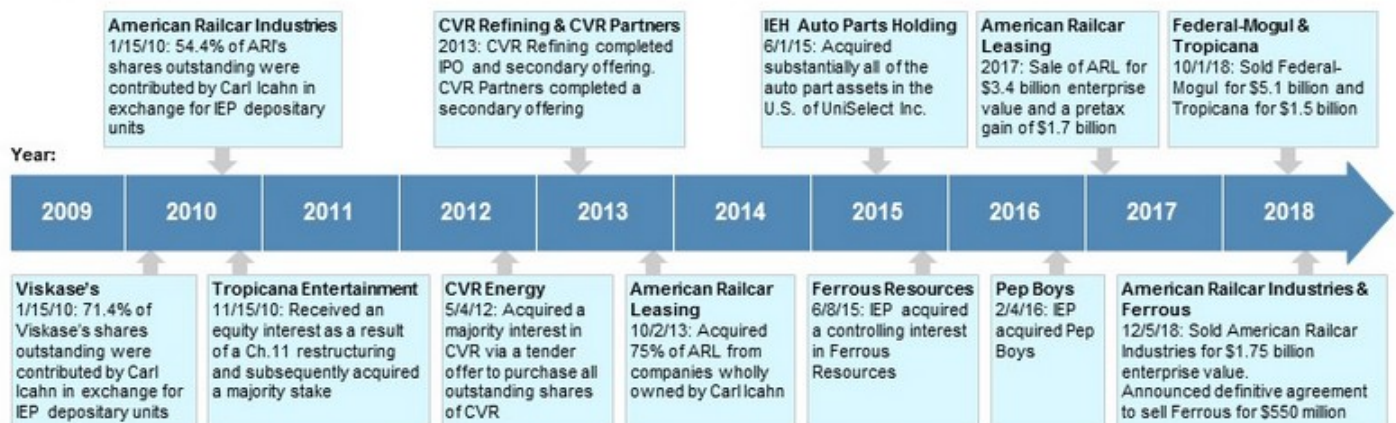 American Railcar Industries
1/15/10: 54.4% of ARI's
shares outstanding were
contributed by Carl Icahn in
exchange for IEP depositary
units
CVR Refining & CVR Partners
2013: CVR Refining completed
IPO and secondary offering.
CVR Partners completed a
secondary offering
IEH Auto Parts Holding
6/1/15: Acquired
substantially all of the
auto part assets in the
U.S. of UniSelect Inc.
American Railcar
Leasing
2017: Sale of ARL for
$3.4 billion enterprise
value and a pretax
gain of $1.7 billion
Federal-Mogul &
Tropicana
10/1/18: Sold Federal-
Mogul for $5.1 billion and
Tropicana for $1.5 billion
Year:
2009 2010 2011 2012 2013 2014 2015 2016 2017 2018
Viskase's
1/15/10: 71.4% of
Viskase's shares
outstanding were
contributed by Carl
Icahn in exchange for
IEP depositary units
Tropicana Entertainment
11/15/10: Received an
equity interest as a result
of a Ch.11 restructuring
and subsequently acquired
a majority stake
CVR Energy
5/4/12: Acquired a
majority interest in
CVR via a tender
offer to purchase all
outstanding shares
of CVR
American Railcar
Leasing
10/2/13: Acquired
75% of ARL from
companies wholly
owned by Carl Icahn
Ferrous Resources
6/8/15: IEP acquired
a controlling interest
in Ferrous
Resources
Pep Boys
2/4/16: IEP
acquired Pep
Boys
American Railcar Industries &
Ferrous
12/5/18: Sold American Railcar
Industries for $1.75 billion
enterprise value.
Announced definitive agreement
to sell Ferrous for $550 million